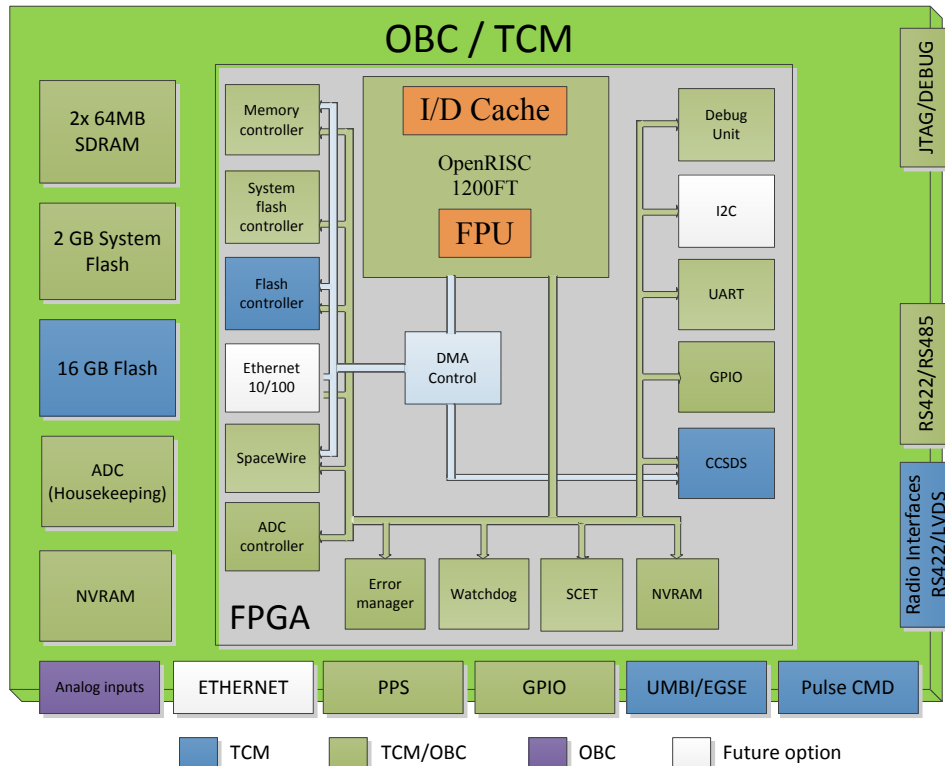 OBC / TCM
2x 64MB
SDRAM
2 GB System
Flash
16 GB Flash
ADC
(Housekeeping)
NVRAM
Memory
controller
System
flash
controller
Flash
controller
Ethernet
10/100
SpaceWire
ADC
controller
FPGA
I/D Cache
OpenRISC
1200FT
FPU
DMA
Control
Debug
Unit
I2C
UART
GPIO
CCSDS
Error
manager
Watchdog
SCET
NVRAM
JTAG/DEBUG
RS422/RS485
Radio Interfaces
RS422/LVDS
Analog inputs
ETHERNET
PPS
GPIO
UMBI/EGSE
Pulse CMD
TCM
TCM/OBC
OBC
Future option